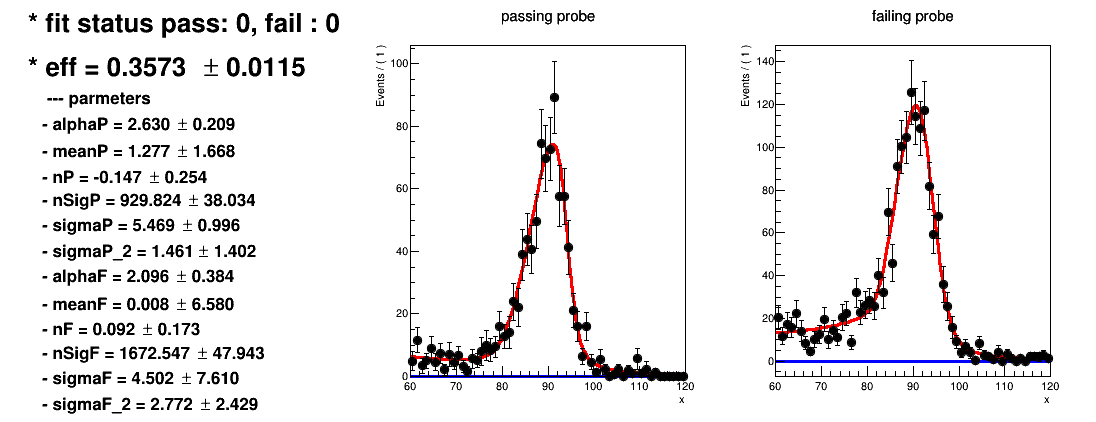 * fit status pass: 0, fail : 0
* eff = 0.3573 ± 0.0115
--- parmeters
- alphaP = 2.630 ± 0.209
- meanP = 1.277 ± 1.668
- nP = -0.147 ± 0.254
- nSigP = 929.824 ± 38.034
- sigmaP = 5.469 ± 0.996
- sigmaP_2 = 1.461 ± 1.402
- alphaF = 2.096 ± 0.384
- meanF = 0.008 ± 6.580
- nF = 0.092 ± 0.173
- nSigF = 1672.547 ± 47.943
- sigmaF = 4.502 ± 7.610
- sigmaF_2 = 2.772 ± 2.429
passing probe
Events / ( 1 )
100
80
60
40
20
0
60 70 80 90 100 110 120
x
failing probe
Events / ( 1 )
140
120
100
80
60
40
20
0
60 70 80 90 100 110 120
x